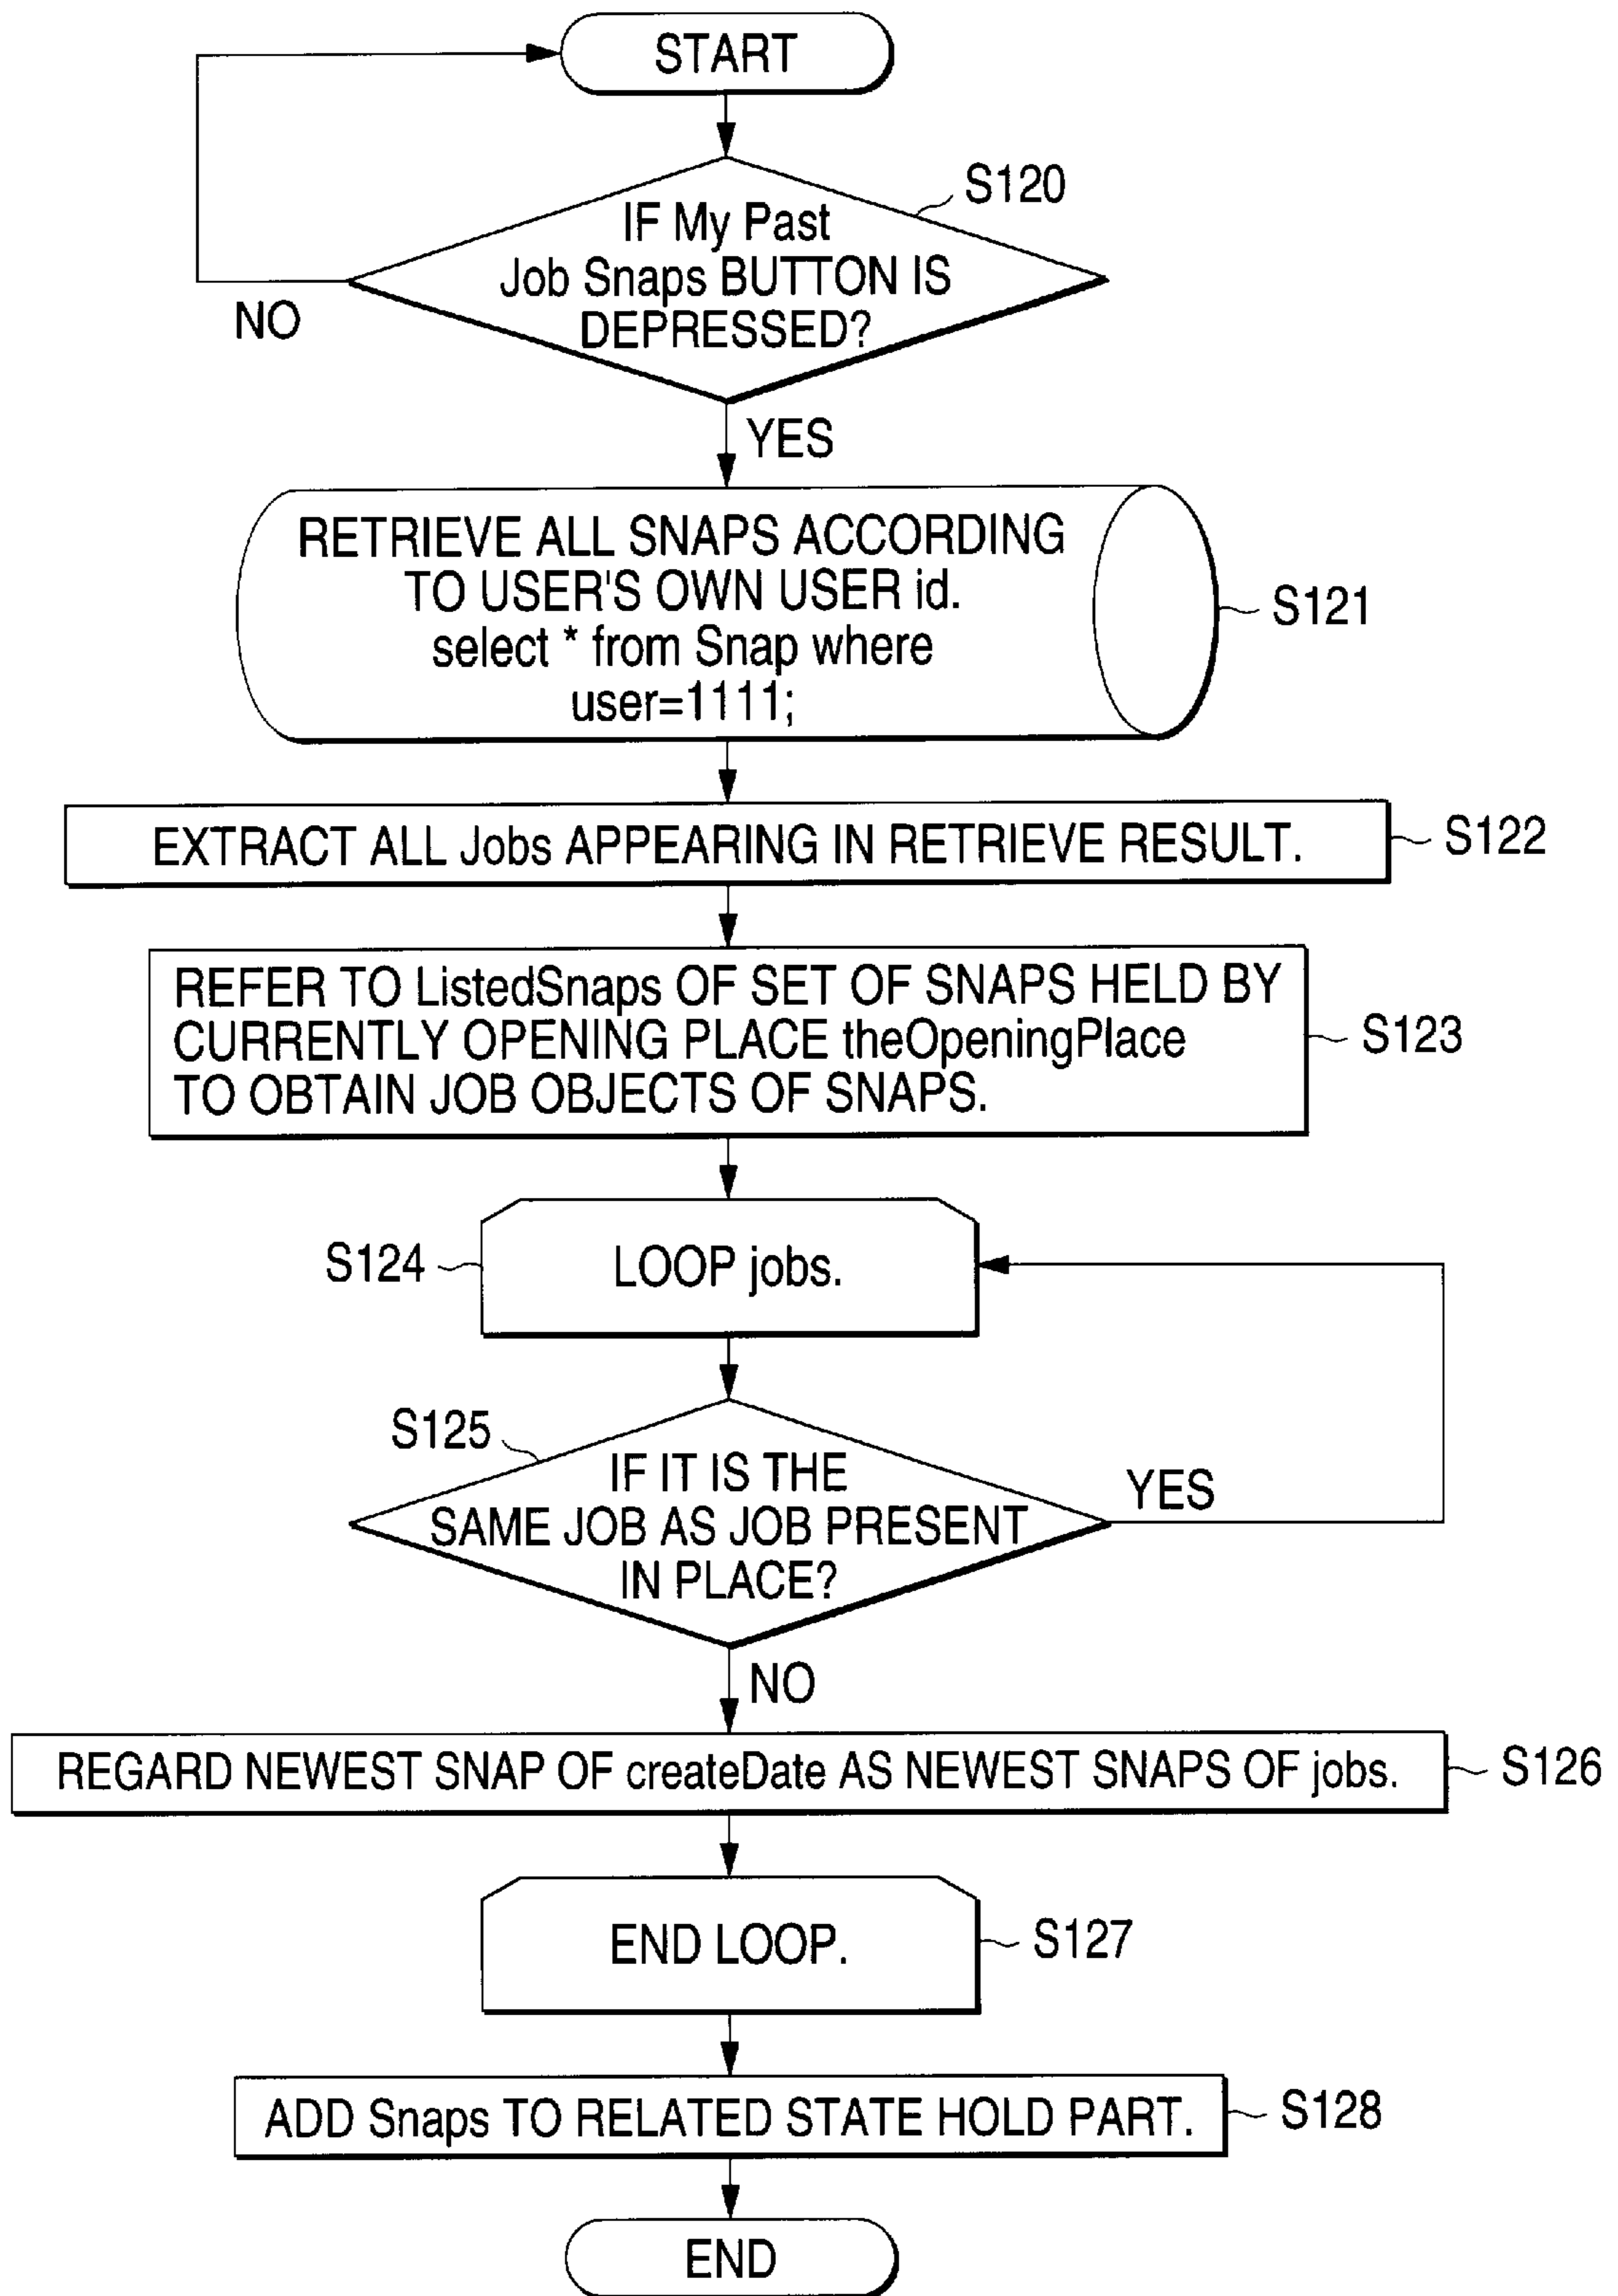 START
S120
IF My Past
Job Snaps BUTTON IS
DEPRESSED?
NO
YES
RETRIEVE ALL SNAPS ACCORDING
TO USER'S OWN USER id.
select * from Snap where
user=1111;
S121
EXTRACT ALL Jobs APPEARING IN RETRIEVE RESULT.
S122
REFER TO ListedSnaps OF SET OF SNAPS HELD BY
CURRENTLY OPENING PLACE theOpeningPlace
TO OBTAIN JOB OBJECTS OF SNAPS.
S123
S124
LOOP jobs.
S125
IF IT IS THE
SAME JOB AS JOB PRESENT
IN PLACE?
YES
NO
REGARD NEWEST SNAP OF createDate AS NEWEST SNAPS OF jobs.
S126
END LOOP.
S127
ADD Snaps TO RELATED STATE HOLD PART.
S128
END